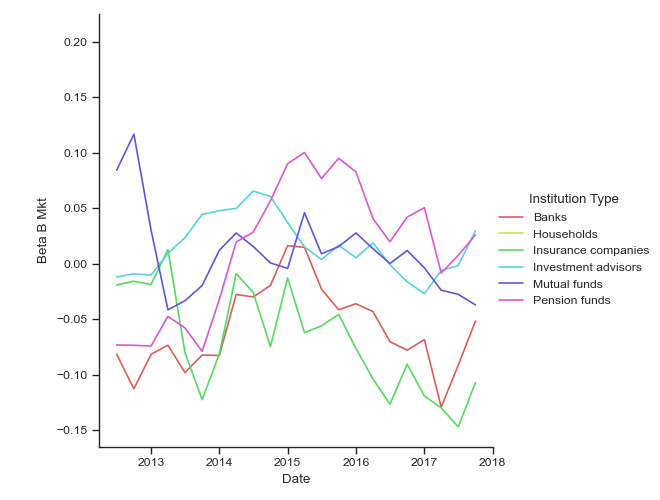 0.20
0.15
0.10
0.05
0.00
−0.05
−0.10
−0.15
Beta B Mkt
2013 2014 2015 2016 2017 2018
Date
Institution Type
Banks
Households
Insurance companies
Investment advisors
Mutual funds
Pension funds